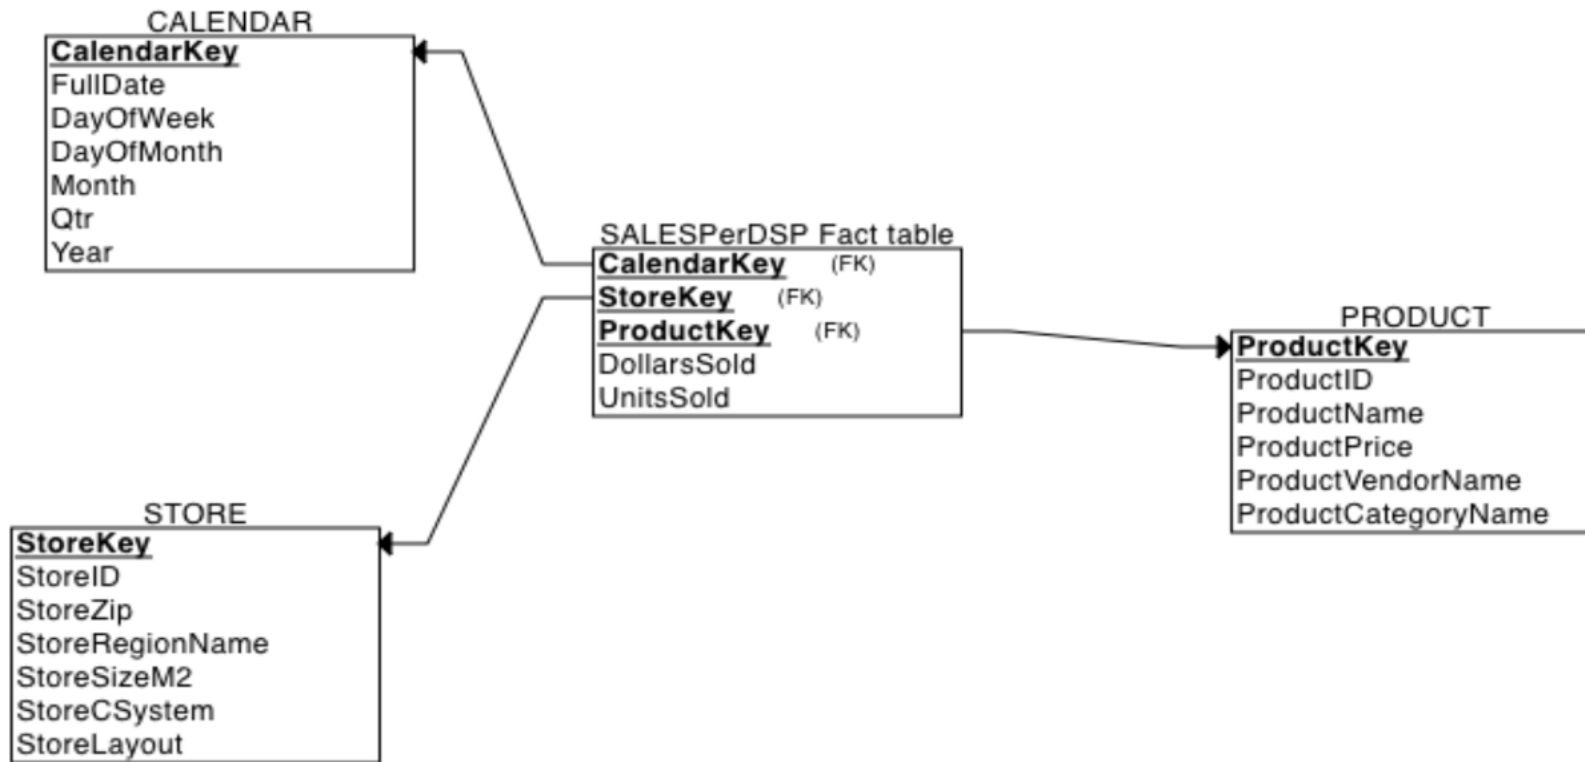 CALENDAR
CalendarKey
FullDate
DayOfWeek
DayOfMonth
Month
Qtr
Year
SALESPerDSP Fact table
CalendarKey (FK)
StoreKey (FK)
ProductKey (FK)
DollarsSold
UnitsSold
PRODUCT
ProductKey
ProductID
ProductName
ProductPrice
ProductVendorName
ProductCategoryName
STORE
StoreKey
StoreID
StoreZip
StoreRegionName
StoreSizeM2
StoreCSystem
StoreLayout